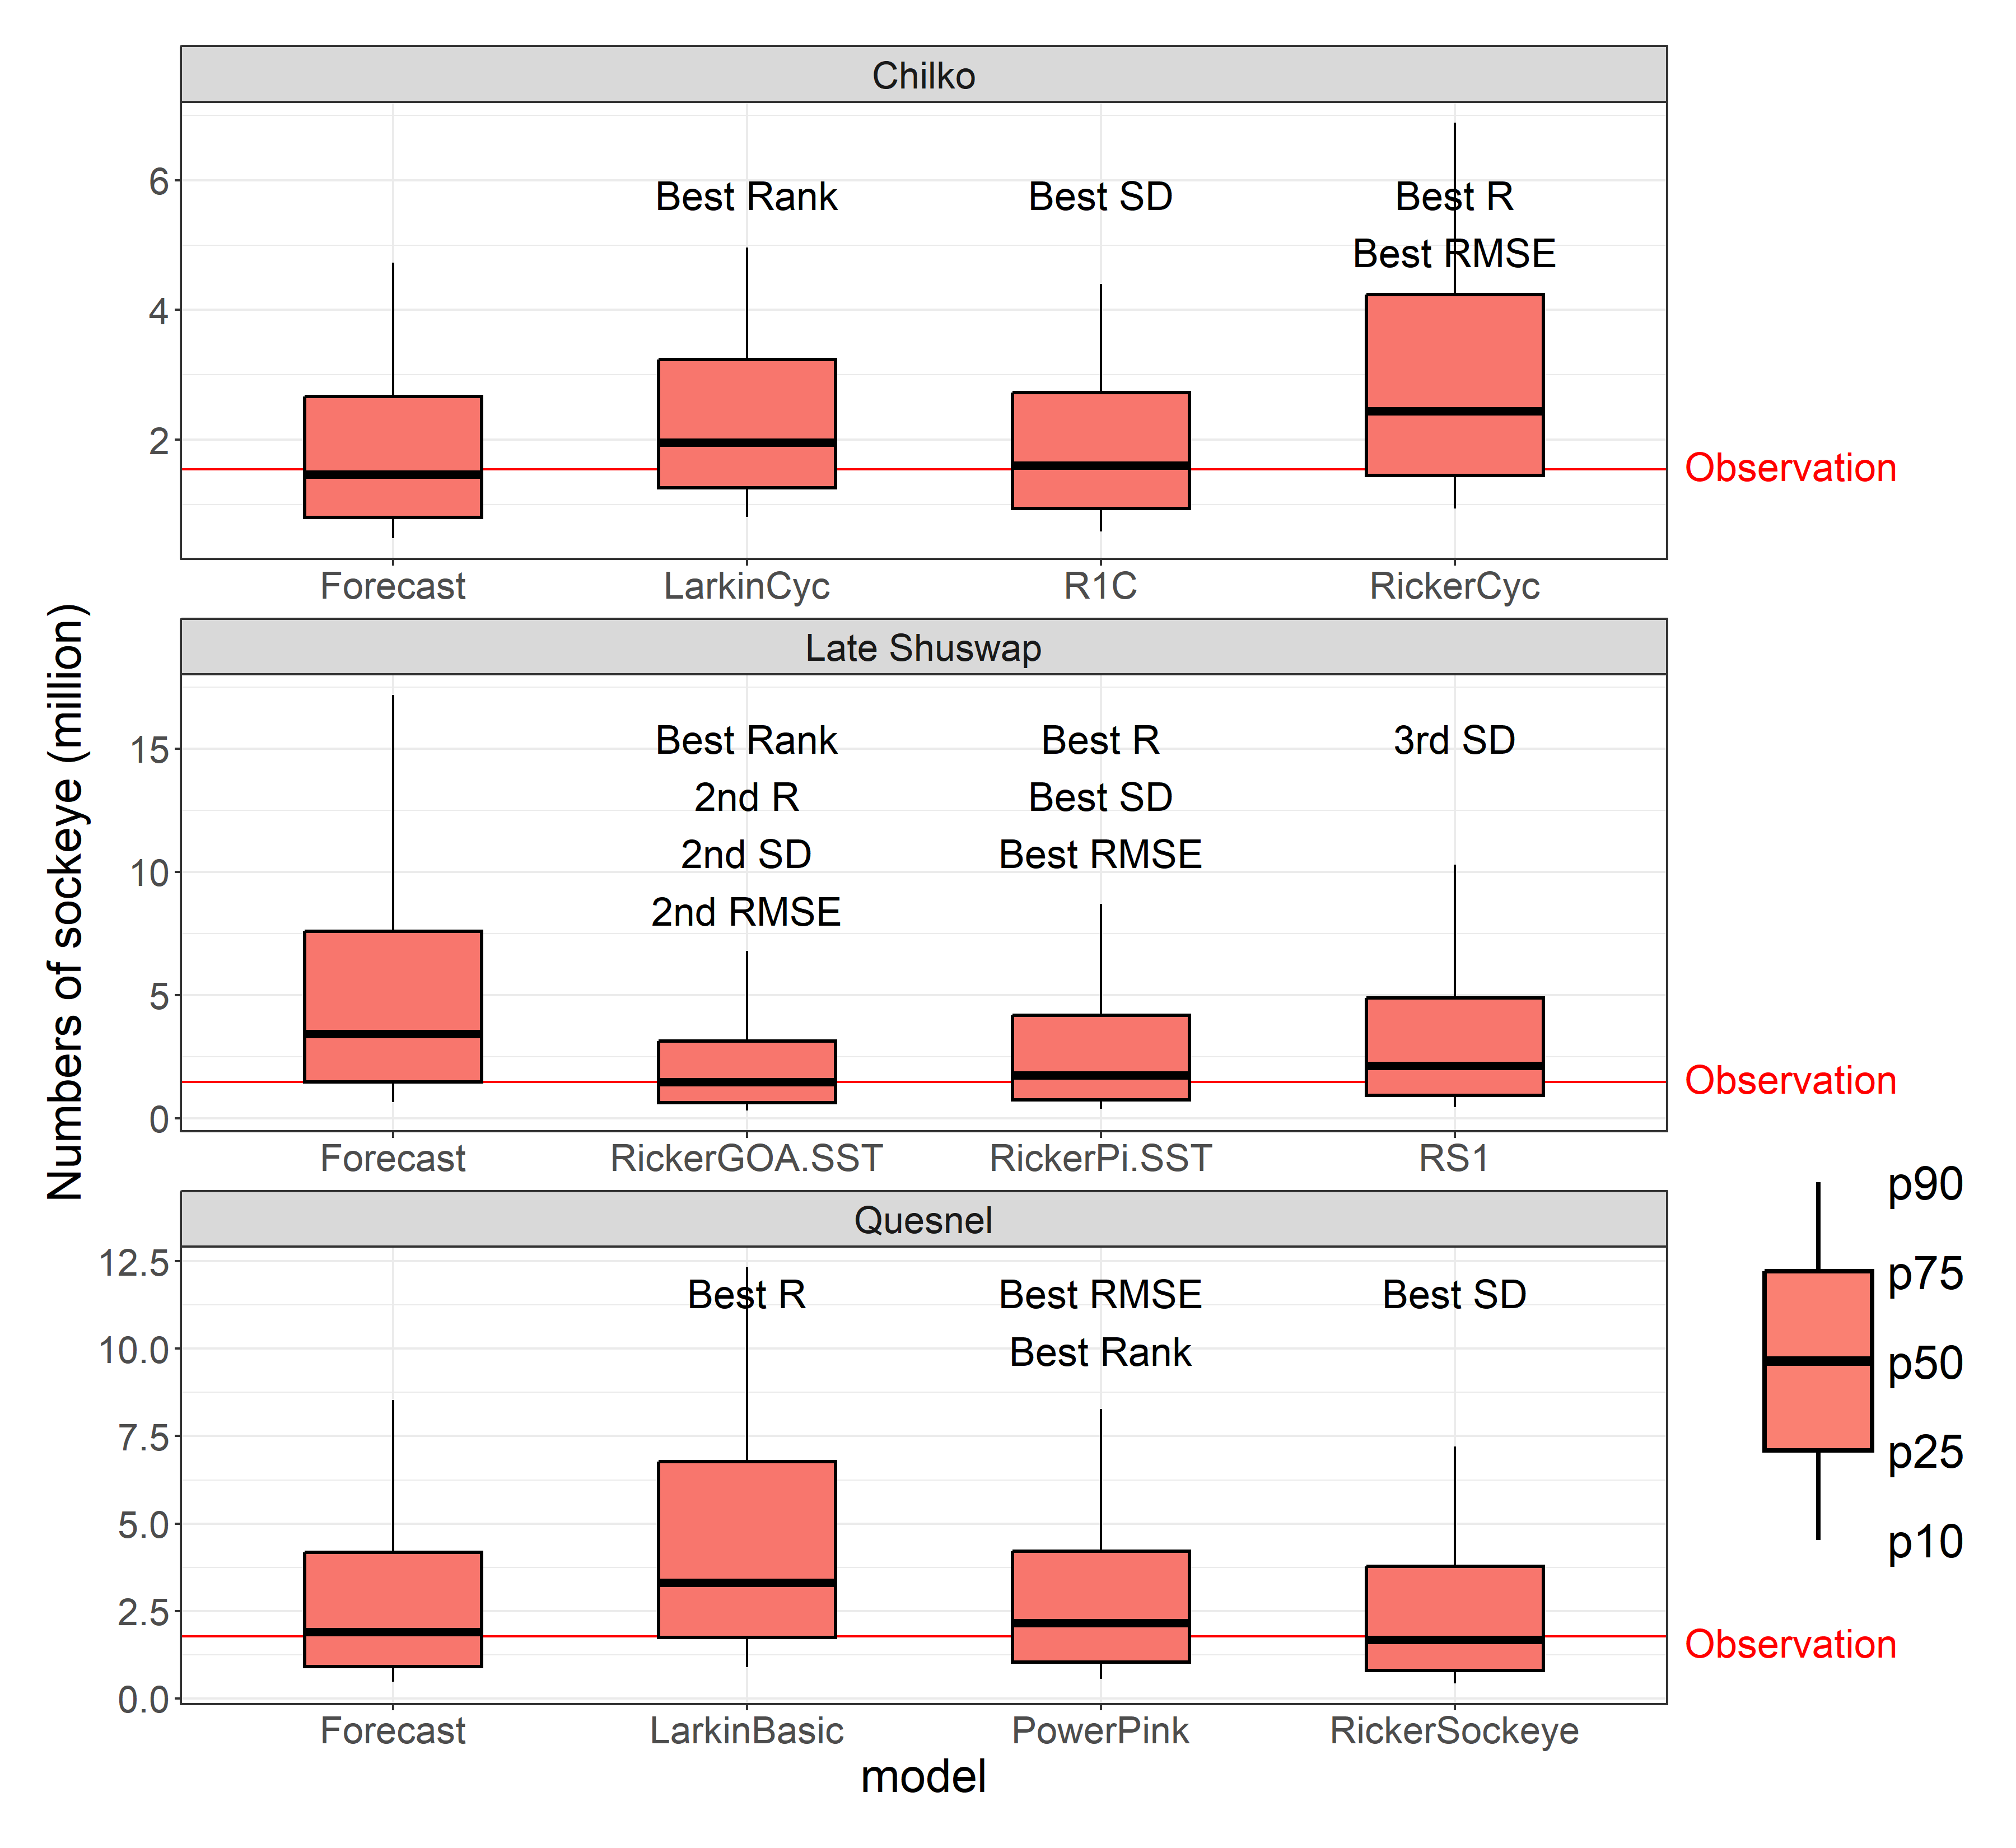 Chilko
6
4
2
Best Rank
Best SD
Best R
Best RMSE
Observation
Forecast
LarkinCyc
R1C
RickerCyc
Numbers of sockeye (million)
Late Shuswap
15
10
5
0
Best Rank
2nd R
2nd SD
2nd RMSE
Best R
Best SD
Best RMSE
3rd SD
Observation
Forecast
RickerGOA.SST
RickerPi.SST
RS1
Quesnel
12.5
10.0
7.5
5.0
2.5
0.0
Best R
Best RMSE
Best Rank
Best SD
Observation
Forecast
LarkinBasic
PowerPink
RickerSockeye
model
p90
p75
p50
p25
p10